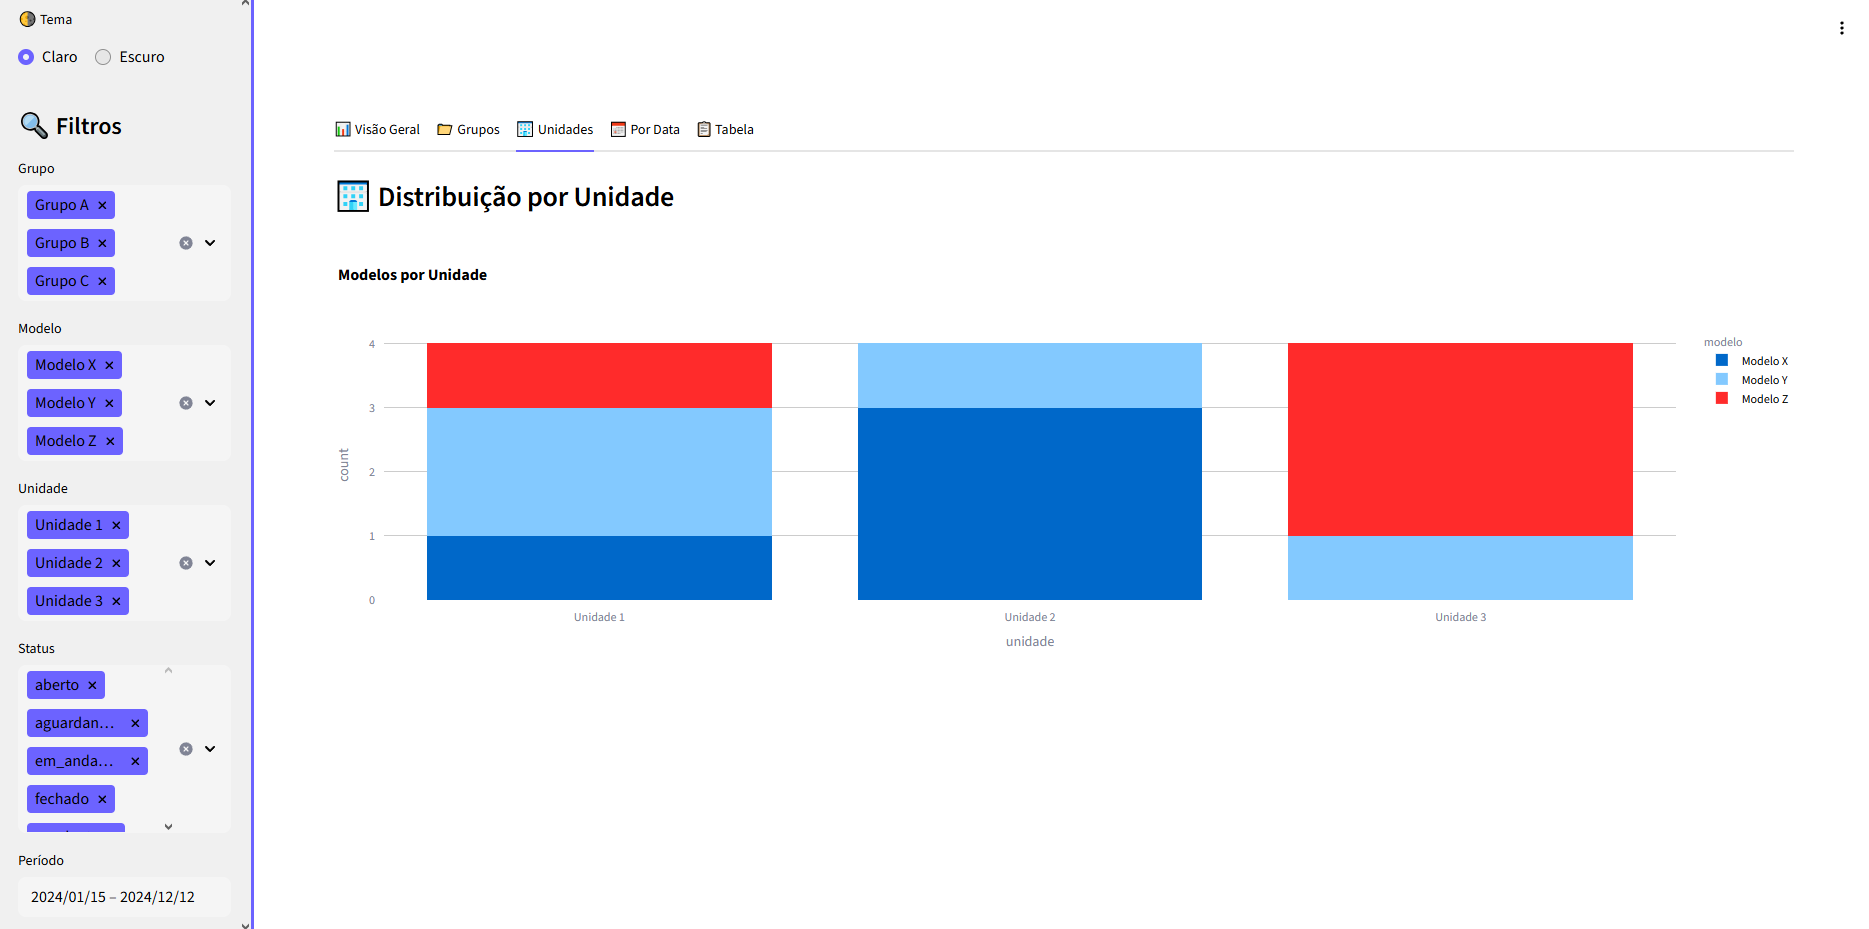 Tema
Claro
Escuro
Filtros
Grupo
Grupo A
Grupo B
Grupo C
Modelo
Modelo X
Modelo Y
Modelo Z
Unidade
Unidade 1
Unidade 2
Unidade 3
Status
aberto
aguardan...
em_anda...
fechado
Período
2024/01/15 – 2024/12/12
Visão Geral
Grupos
Unidades
Por Data
Tabela
Distribuição por Unidade
Modelos por Unidade
4
3
2
1
0
count
Unidade 1
Unidade 2
Unidade 3
unidade
modelo
Modelo X
Modelo Y
Modelo Z